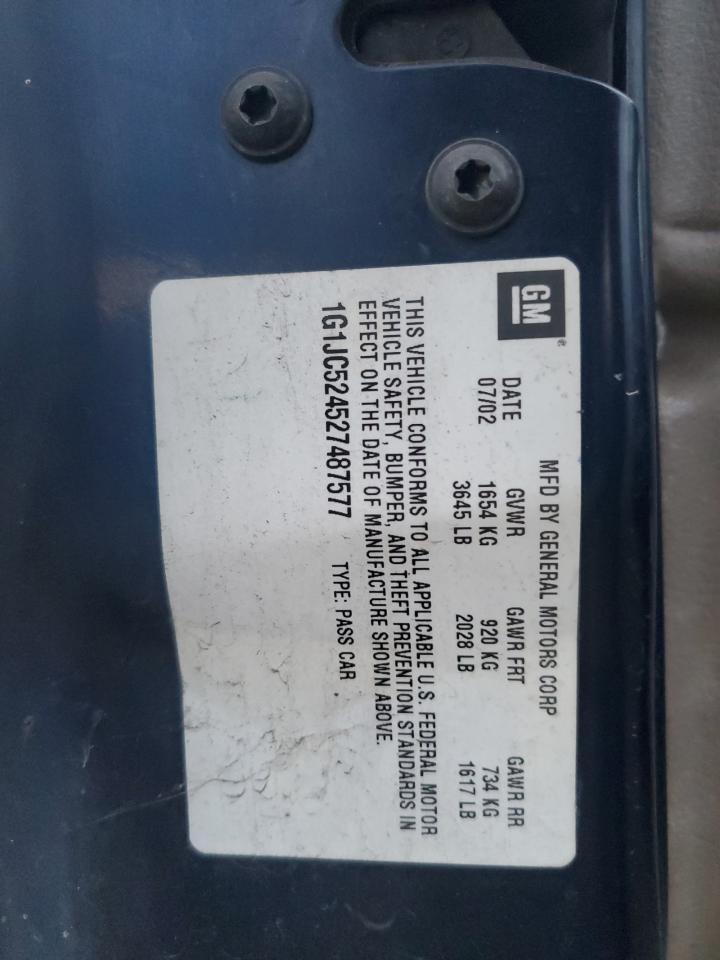 GM®
MFD BY GENERAL MOTORS CORP
DATE GVWR GAWR FRT GAWR RR
07/02 1654 KG 920 KG 734 KG
3645 LB 2028 LB 1617 LB
THIS VEHICLE CONFORMS TO ALL APPLICABLE U.S. FEDERAL MOTOR
VEHICLE SAFETY, BUMPER, AND THEFT PREVENTION STANDARDS IN
EFFECT ON THE DATE OF MANUFACTURE SHOWN ABOVE.
1G1JC524527487577 TYPE: PASS CAR